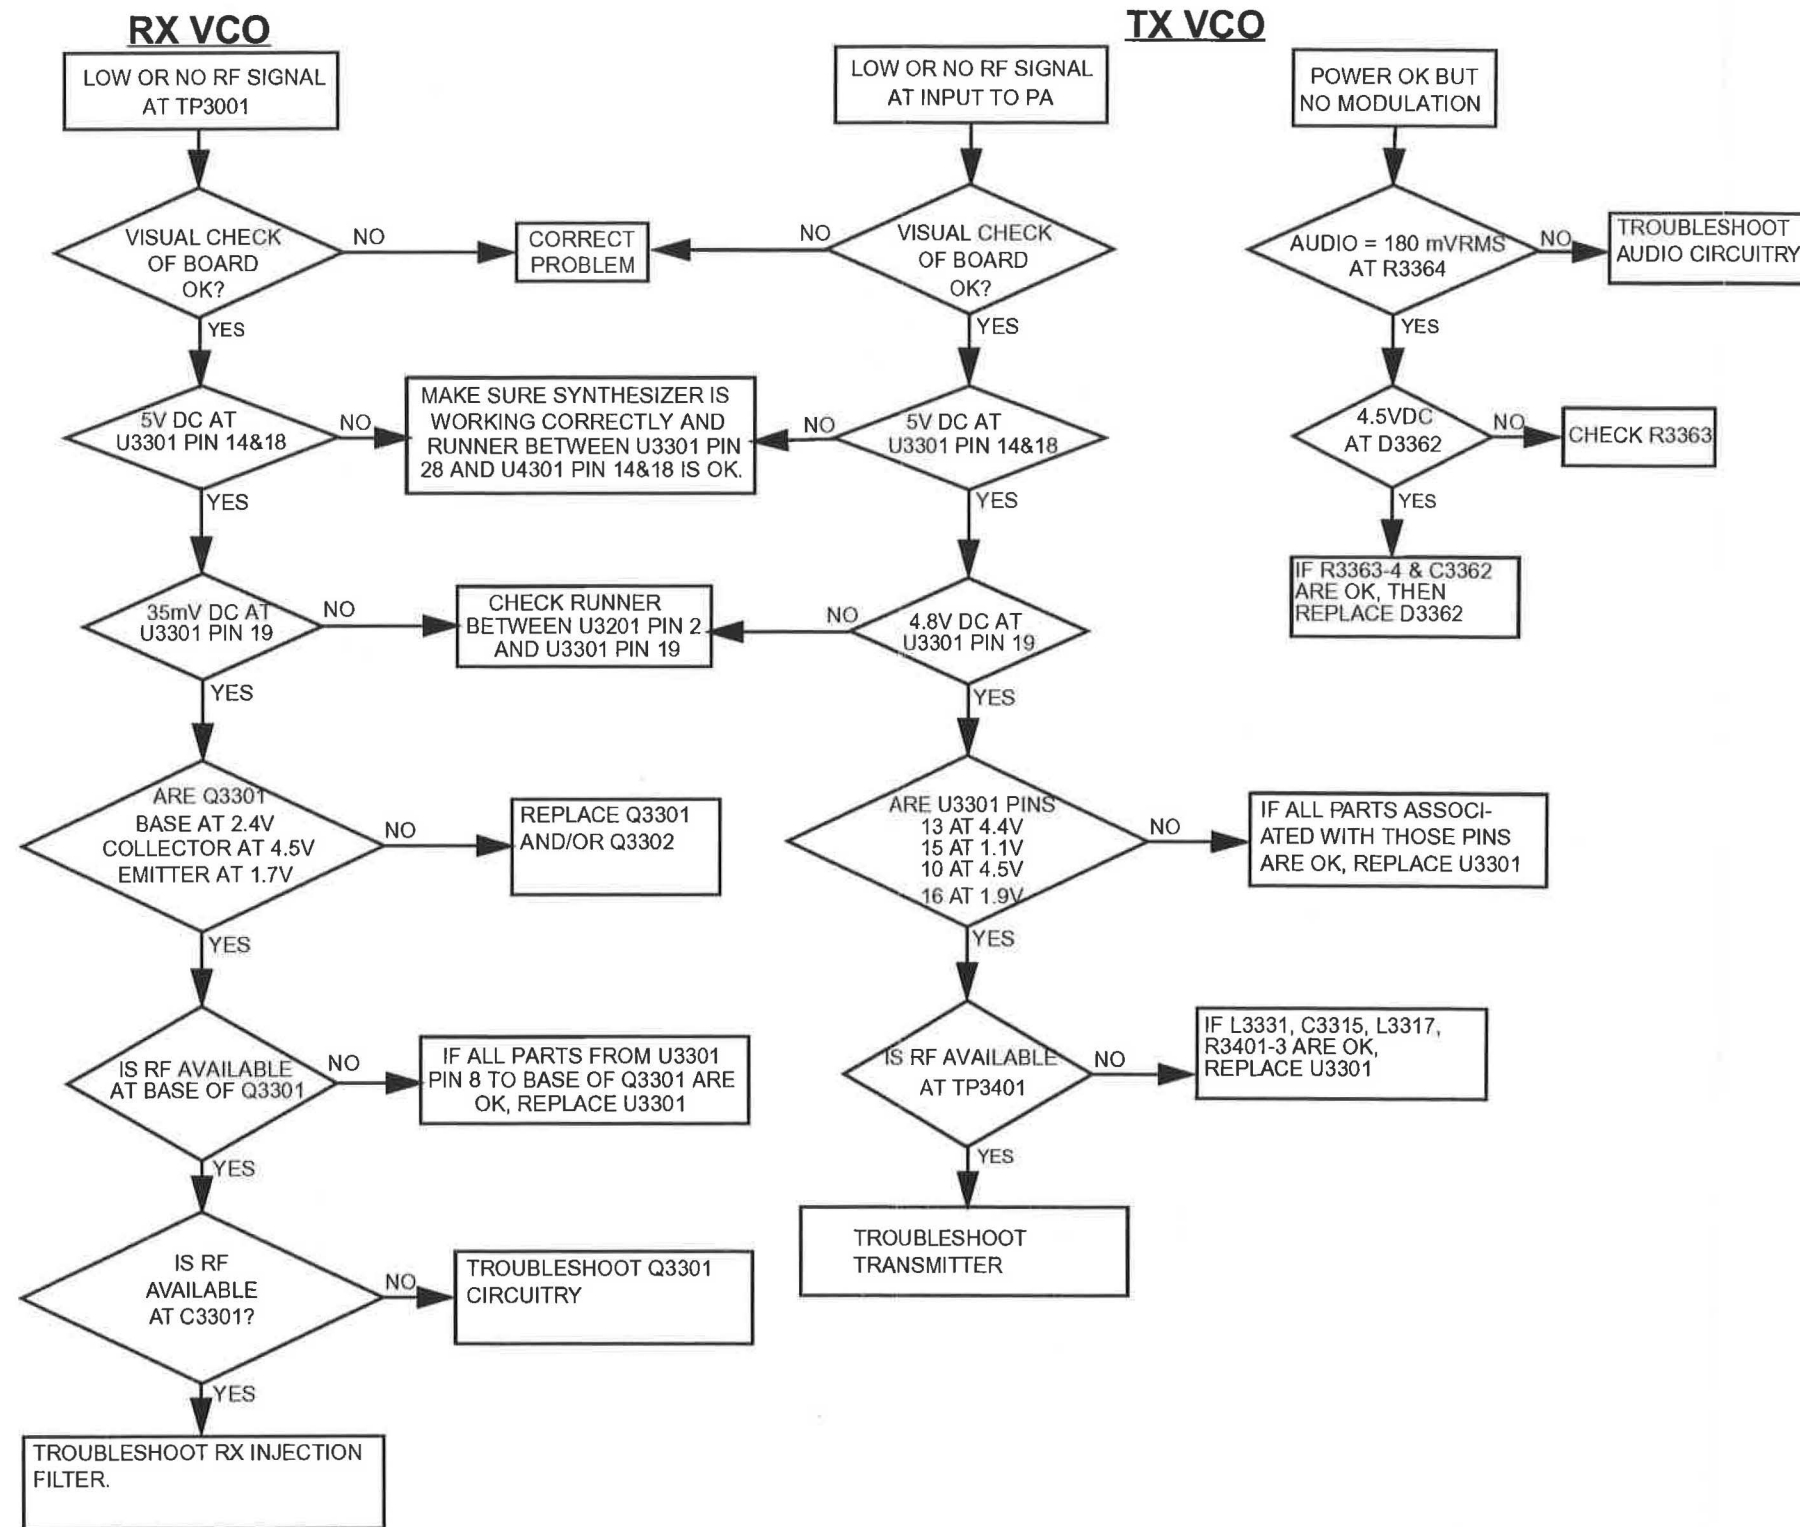 RX VCO
LOW OR NO RF SIGNAL
AT TP3001
VISUAL CHECK
OF BOARD
OK?
NO
CORRECT
PROBLEM
YES
5V DC AT
U3301 PIN 14&18
NO
MAKE SURE SYNTHESIZER IS
WORKING CORRECTLY AND
RUNNER BETWEEN U3301 PIN
28 AND U4301 PIN 14&18 IS OK.
YES
35mV DC AT
U3301 PIN 19
NO
CHECK RUNNER
BETWEEN U3201 PIN 2
AND U3301 PIN 19
YES
ARE Q3301
BASE AT 2.4V
COLLECTOR AT 4.5V
EMITTER AT 1.7V
NO
REPLACE Q3301
AND/OR Q3302
YES
IS RF AVAILABLE
AT BASE OF Q3301
NO
IF ALL PARTS FROM U3301
PIN 8 TO BASE OF Q3301 ARE
OK, REPLACE U3301
YES
IS RF
AVAILABLE
AT C3301?
NO
TROUBLESHOOT Q3301
CIRCUITRY
YES
TROUBLESHOOT RX INJECTION
FILTER.
TX VCO
LOW OR NO RF SIGNAL
AT INPUT TO PA
VISUAL CHECK
OF BOARD
OK?
NO
YES
5V DC AT
U3301 PIN 14&18
NO
YES
4.8V DC AT
U3301 PIN 19
NO
YES
ARE U3301 PINS
13 AT 4.4V
15 AT 1.1V
10 AT 4.5V
16 AT 1.9V
NO
IF ALL PARTS ASSOCI-
ATED WITH THOSE PINS
ARE OK, REPLACE U3301
YES
IS RF AVAILABLE
AT TP3401
NO
IF L3331, C3315, L3317,
R3401-3 ARE OK,
REPLACE U3301
YES
TROUBLESHOOT
TRANSMITTER
POWER OK BUT
NO MODULATION
AUDIO = 180 mVRMS
AT R3364
NO
TROUBLESHOOT
AUDIO CIRCUITRY
YES
4.5VDC
AT D3362
NO
CHECK R3363
YES
IF R3363-4 & C3362
ARE OK, THEN
REPLACE D3362